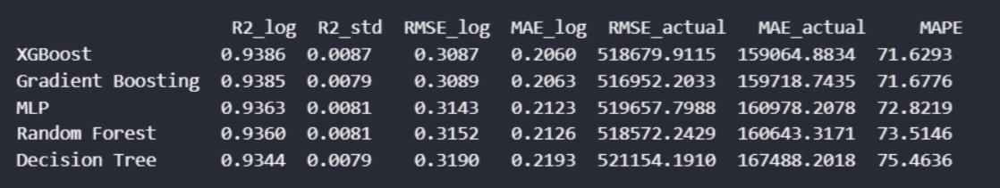 R2_log R2_std RMSE_log MAE_log RMSE_actual MAE_actual MAPE
XGBoost 0.9386 0.0087 0.3087 0.2060 518679.9115 159064.8834 71.6293
Gradient Boosting 0.9385 0.0079 0.3089 0.2063 516952.2033 159718.7435 71.6776
MLP 0.9363 0.0081 0.3143 0.2123 519657.7988 160978.2078 72.8219
Random Forest 0.9360 0.0081 0.3152 0.2126 518572.2429 160643.3171 73.5146
Decision Tree 0.9344 0.0079 0.3190 0.2193 521154.1910 167488.2018 75.4636